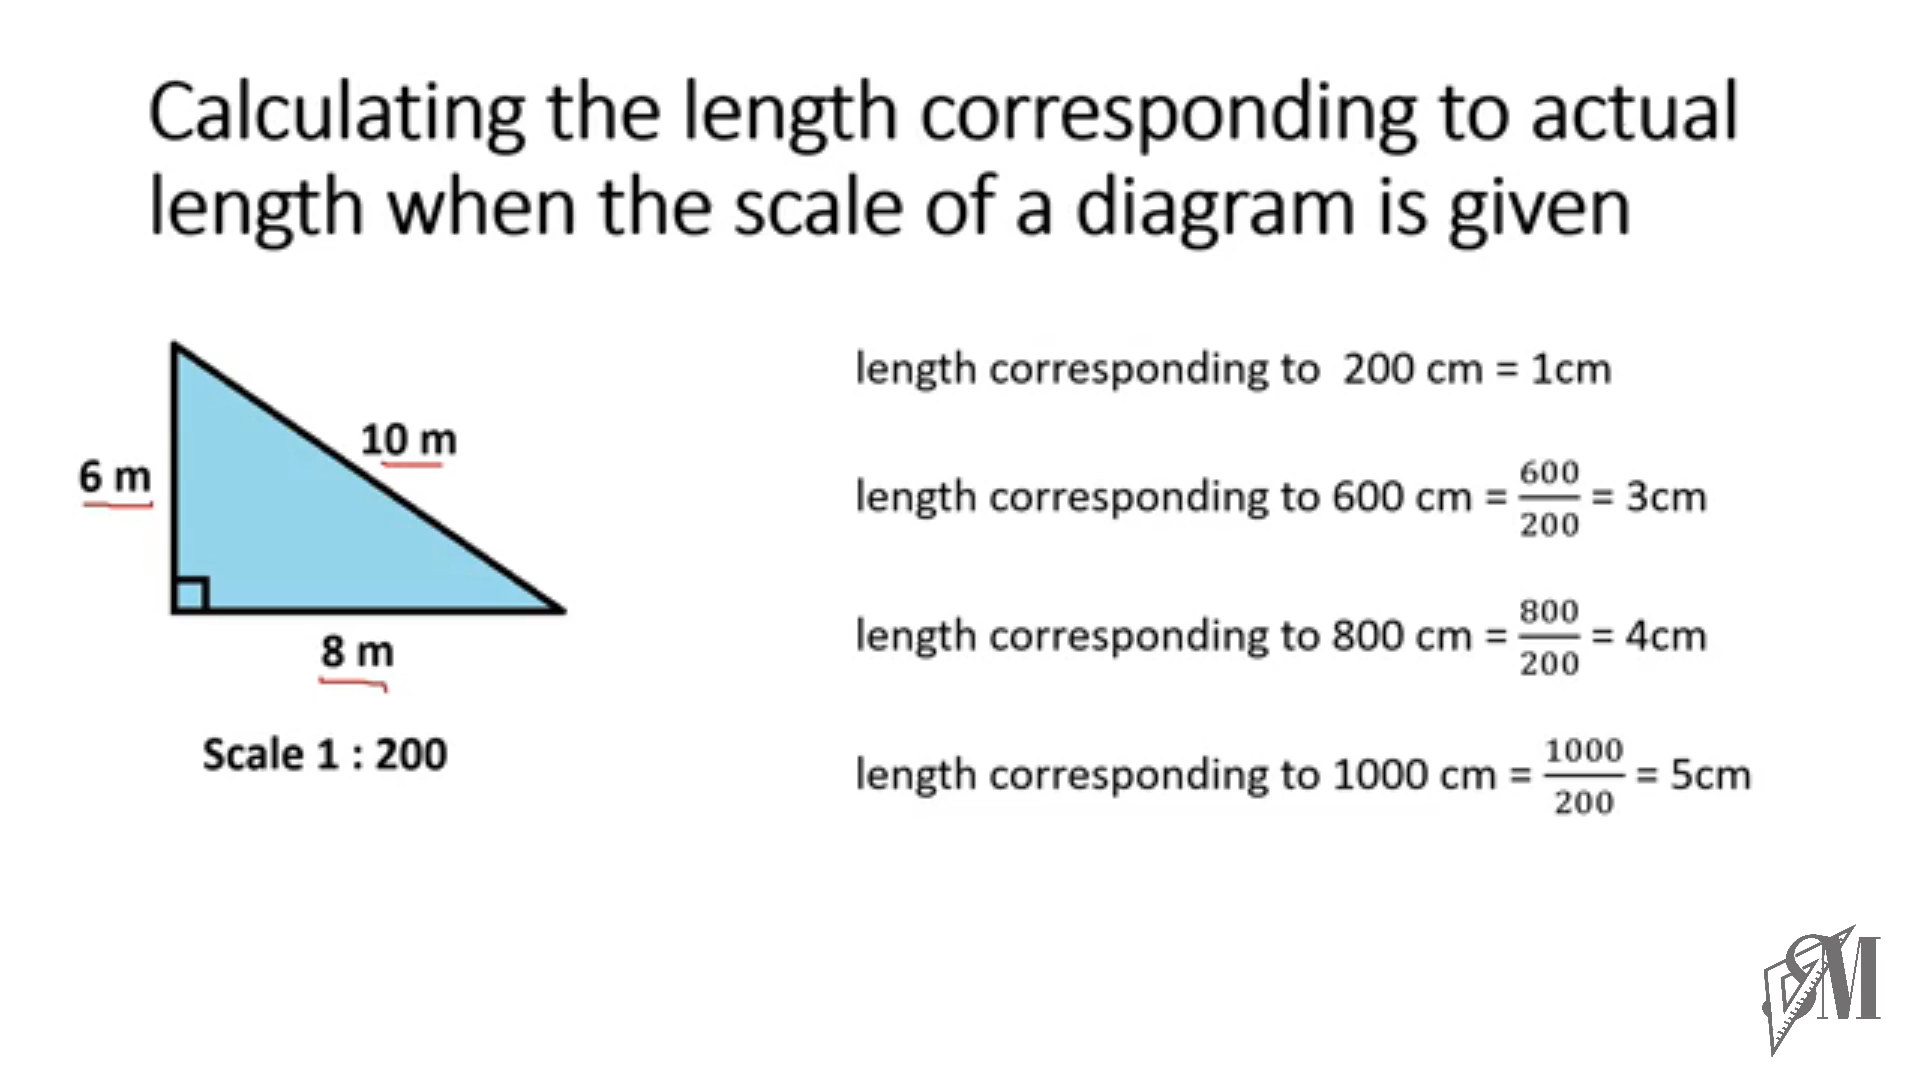 Calculating the length corresponding to actual
length when the scale of a diagram is given
6 m
10 m
8 m
Scale 1 : 200
length corresponding to  200 cm = 1cm
length corresponding to 600 cm = 600/200 = 3cm
length corresponding to 800 cm = 800/200 = 4cm
length corresponding to 1000 cm = 1000/200 = 5cm
SM